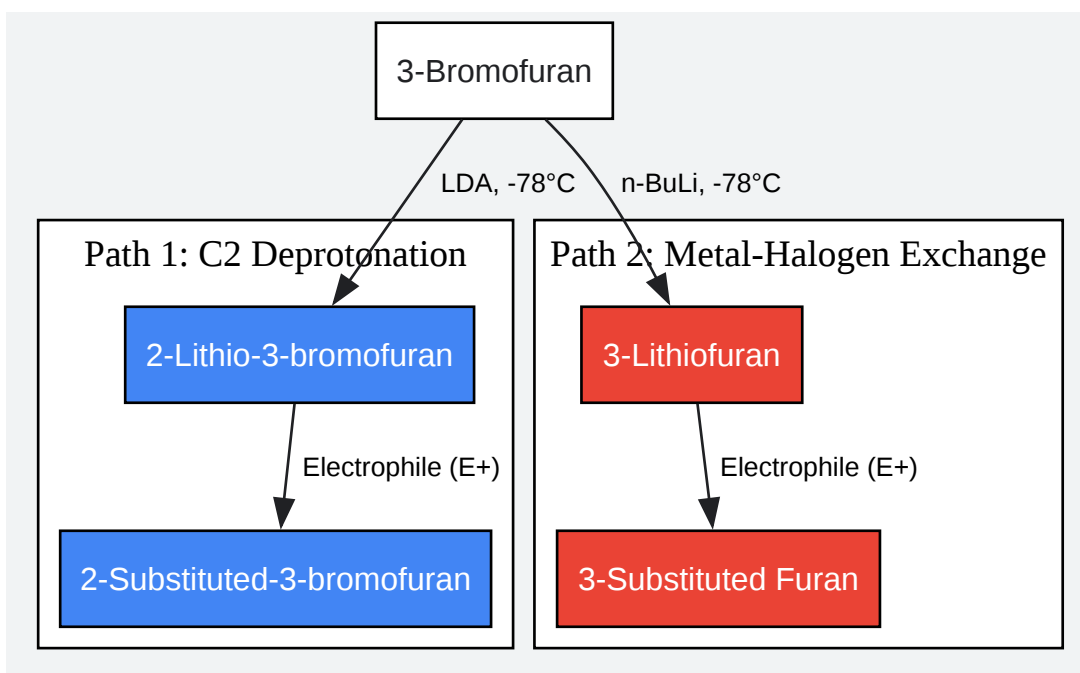 3-Bromofuran
LDA, -78°C
n-BuLi, -78°C
Path 1: C2 Deprotonation
Path 2: Metal-Halogen Exchange
2-Lithio-3-bromofuran
3-Lithiofuran
Electrophile (E+)
Electrophile (E+)
2-Substituted-3-bromofuran
3-Substituted Furan